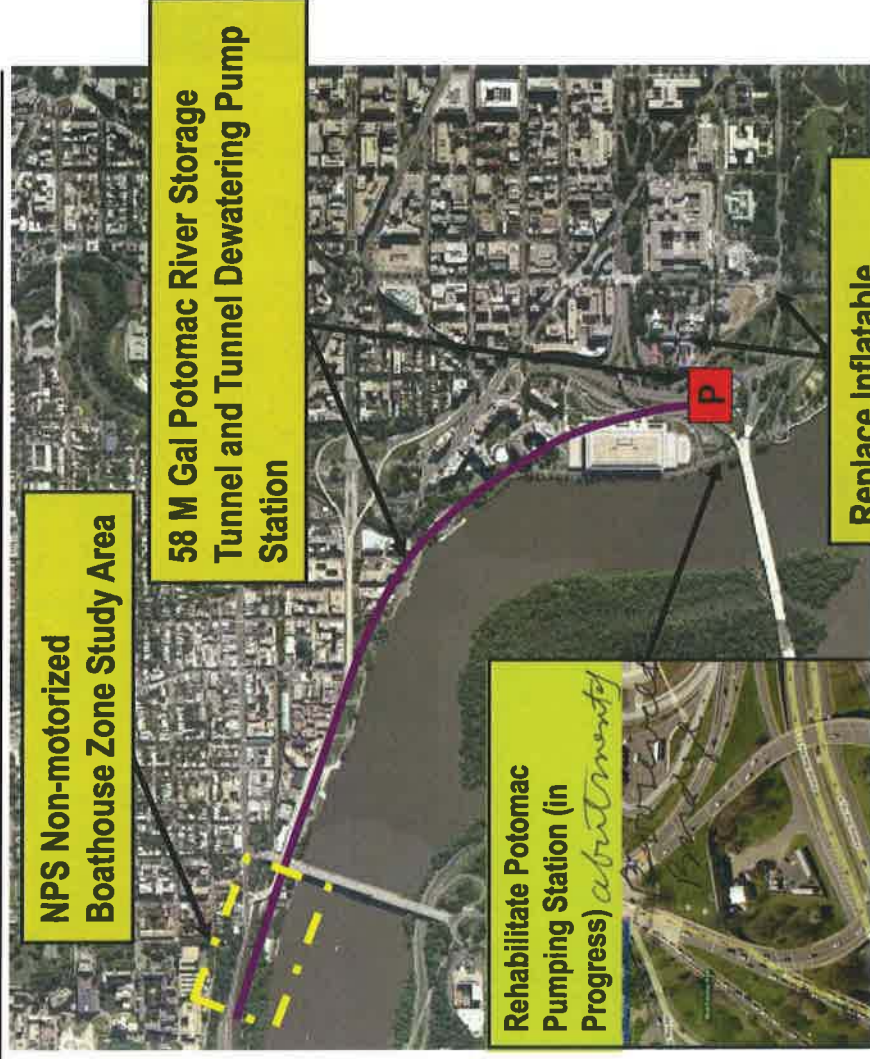 NPS Non-motorized
Boathouse Zone Study Area
58 M Gal Potomac River Storage
Tunnel and Tunnel Dewatering Pump
Station
P
Replace Inflatable
Rehabilitate Potomac
Pumping Station (in
Progress) abutments